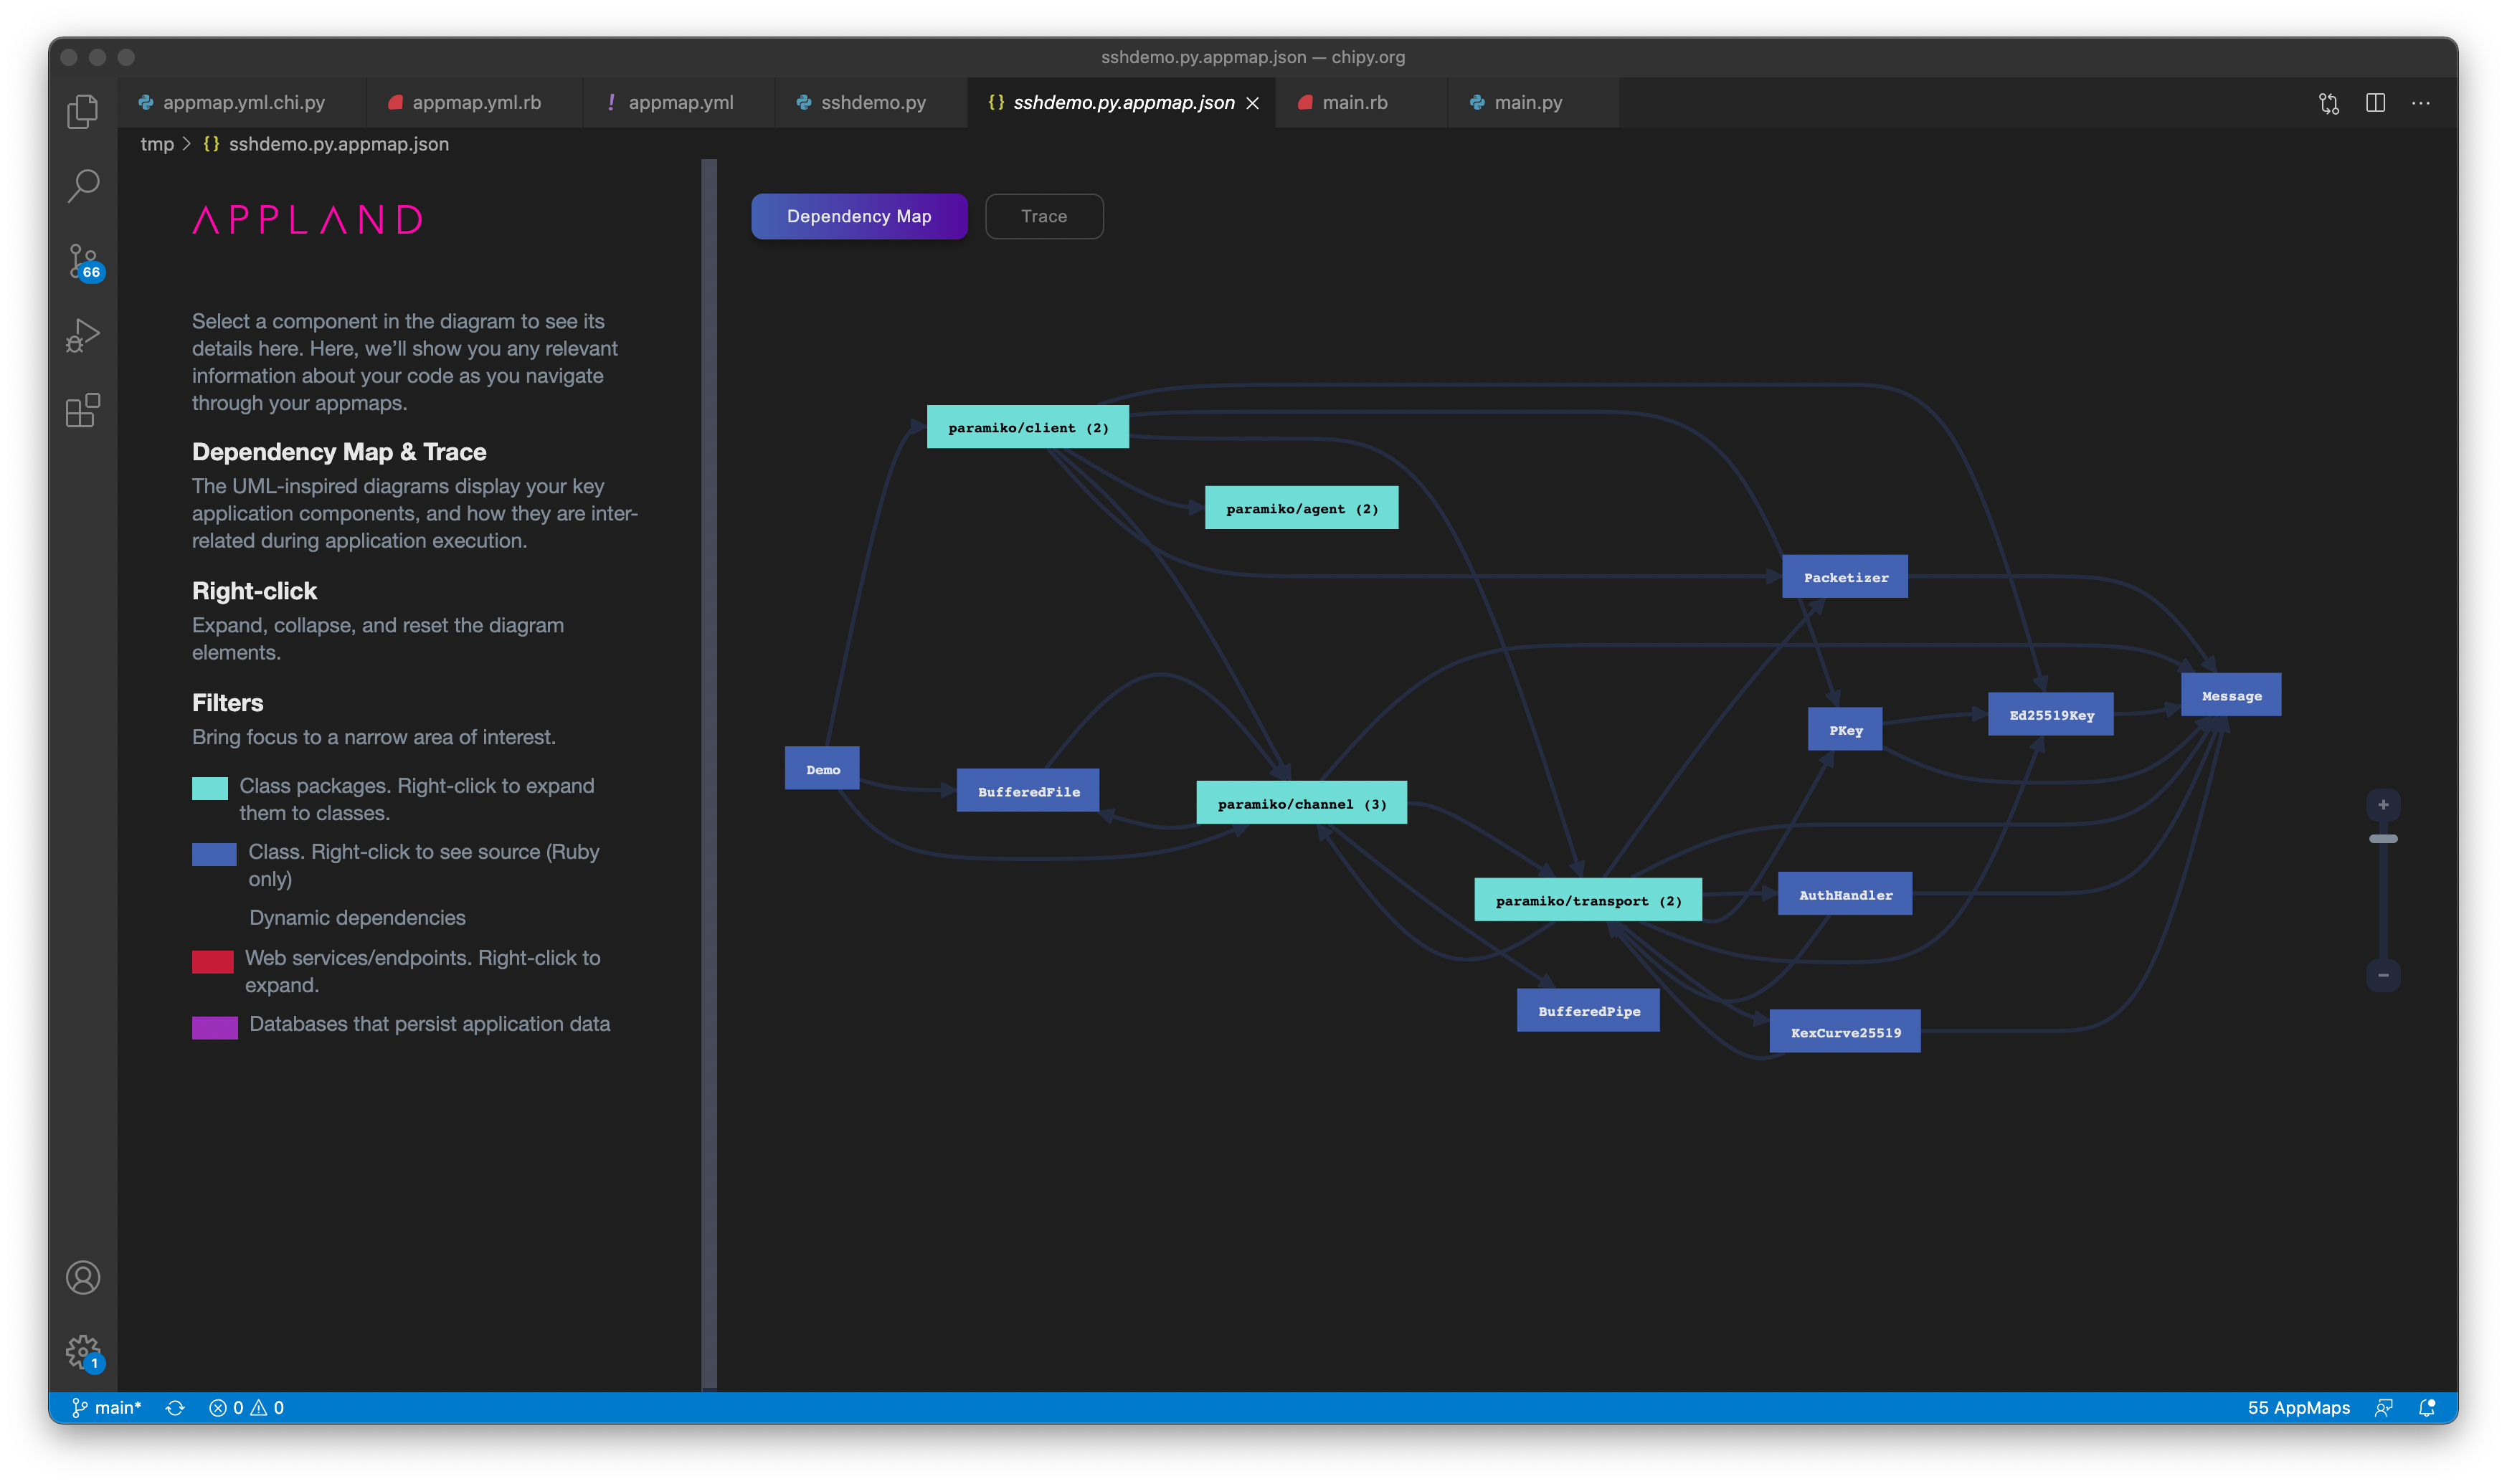 sshdemo.py.appmap.json — chipy.org
appmap.yml.chi.py
appmap.yml.rb
! appmap.yml
sshdemo.py
{} sshdemo.py.appmap.json
main.rb
main.py
tmp > {} sshdemo.py.appmap.json
66
APPLAND
Select a component in the diagram to see its
details here. Here, we’ll show you any relevant
information about your code as you navigate
through your appmaps.
Dependency Map & Trace
The UML-inspired diagrams display your key
application components, and how they are inter-
related during application execution.
Right-click
Expand, collapse, and reset the diagram
elements.
Filters
Bring focus to a narrow area of interest.
Class packages. Right-click to expand
them to classes.
Class. Right-click to see source (Ruby
only)
Dynamic dependencies
Web services/endpoints. Right-click to
expand.
Databases that persist application data
Dependency Map
Trace
paramiko/client (2)
paramiko/agent (2)
Packetizer
Message
Ed25519Key
PKey
Demo
BufferedFile
paramiko/channel (3)
paramiko/transport (2)
AuthHandler
BufferedPipe
KexCurve25519
+
−
1
main*
0
0
55 AppMaps